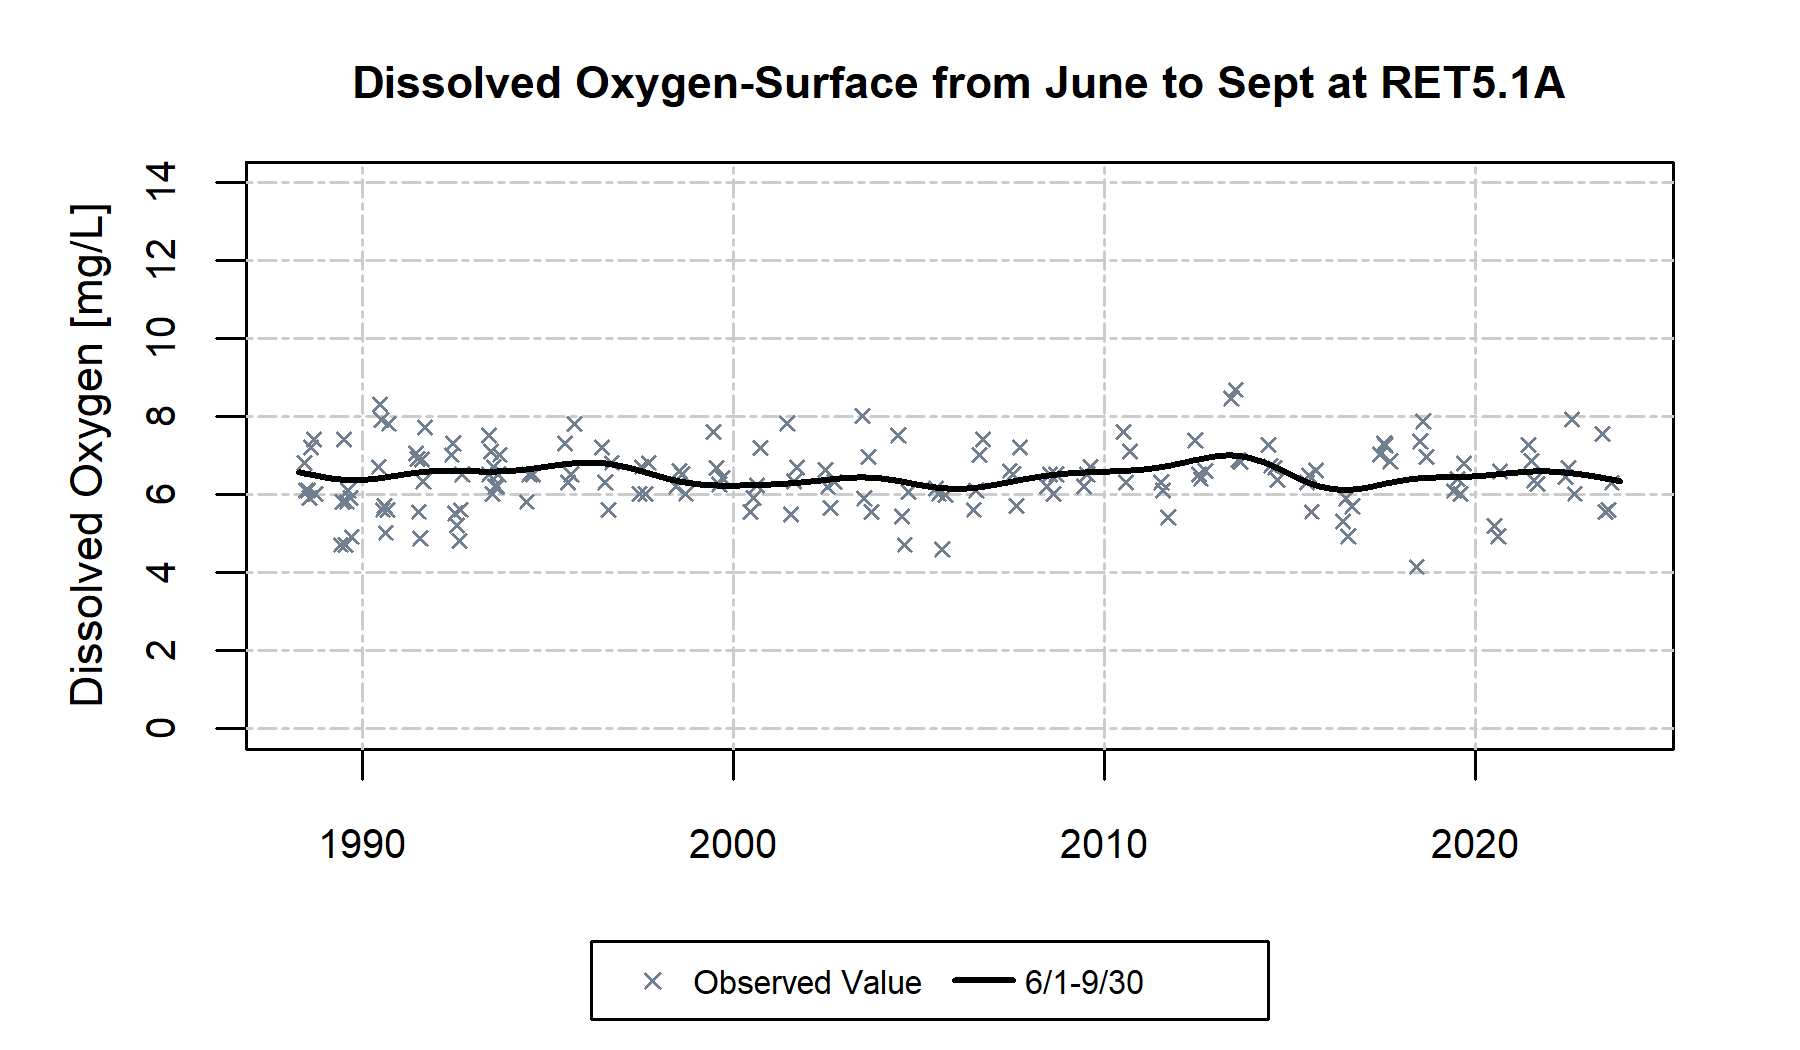 Dissolved Oxygen-Surface from June to Sept at RET5.1A
Dissolved Oxygen [mg/L]
14
12
10
8
6
4
2
0
1990 2000 2010 2020
Observed Value 6/1-9/30